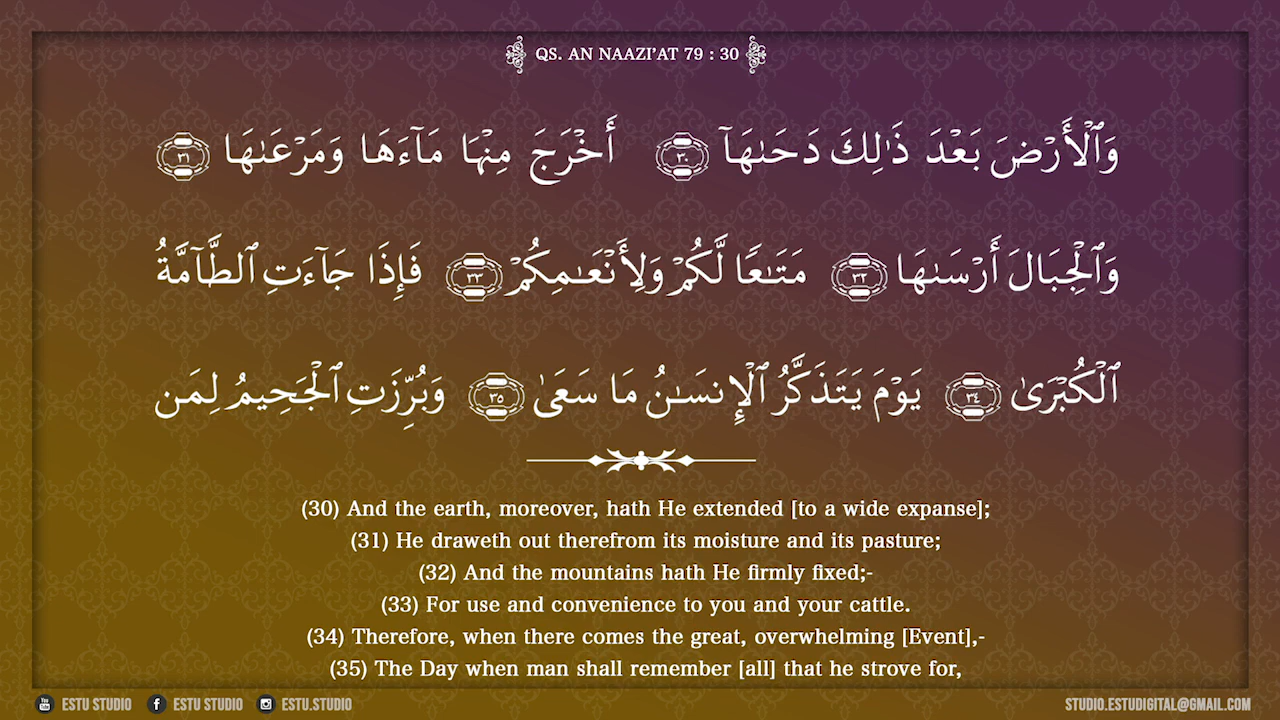 QS. AN NAAZI'AT 79 : 30
وَٱلْأَرْضَ بَعْدَ ذَٰلِكَ دَحَىٰهَآ ٣٠ أَخْرَجَ مِنْهَا مَآءَهَا وَمَرْعَىٰهَا ٣١
وَٱلْجِبَالَ أَرْسَىٰهَا ٣٢ مَتَـٰعًا لَّكُمْ وَلِأَنْعَـٰمِكُمْ ٣٣ فَإِذَا جَآءَتِ ٱلطَّآمَّةُ
ٱلْكُبْرَىٰ ٣٤ يَوْمَ يَتَذَكَّرُ ٱلْإِنسَـٰنُ مَا سَعَىٰ ٣٥ وَبُرِّزَتِ ٱلْجَحِيمُ لِمَن
(30) And the earth, moreover, hath He extended [to a wide expanse];
(31) He draweth out therefrom its moisture and its pasture;
(32) And the mountains hath He firmly fixed;-
(33) For use and convenience to you and your cattle.
(34) Therefore, when there comes the great, overwhelming [Event],-
(35) The Day when man shall remember [all] that he strove for,
You Tube ESTU STUDIO f ESTU STUDIO ESTU.STUDIO STUDIO.ESTUDIGITAL@GMAIL.COM